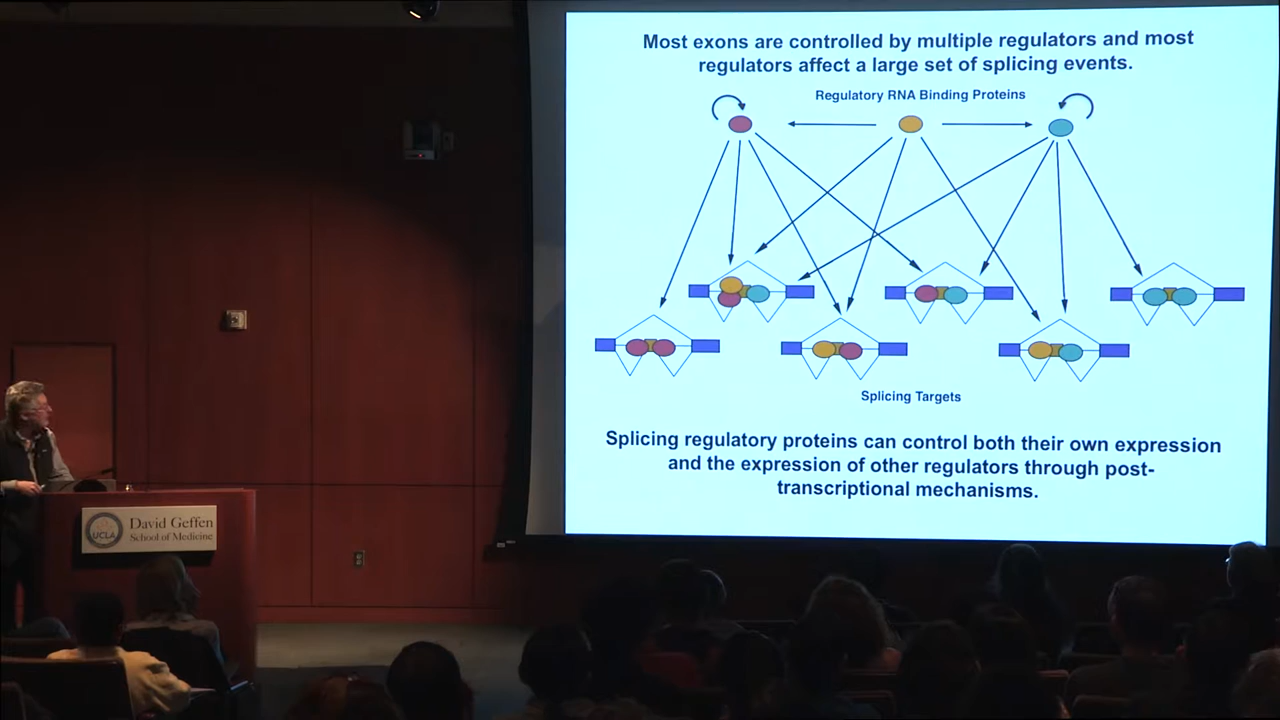 Most exons are controlled by multiple regulators and most
regulators affect a large set of splicing events.
Regulatory RNA Binding Proteins
Splicing Targets
Splicing regulatory proteins can control both their own expression
and the expression of other regulators through post-
transcriptional mechanisms.
David Geffen
School of Medicine
UCLA